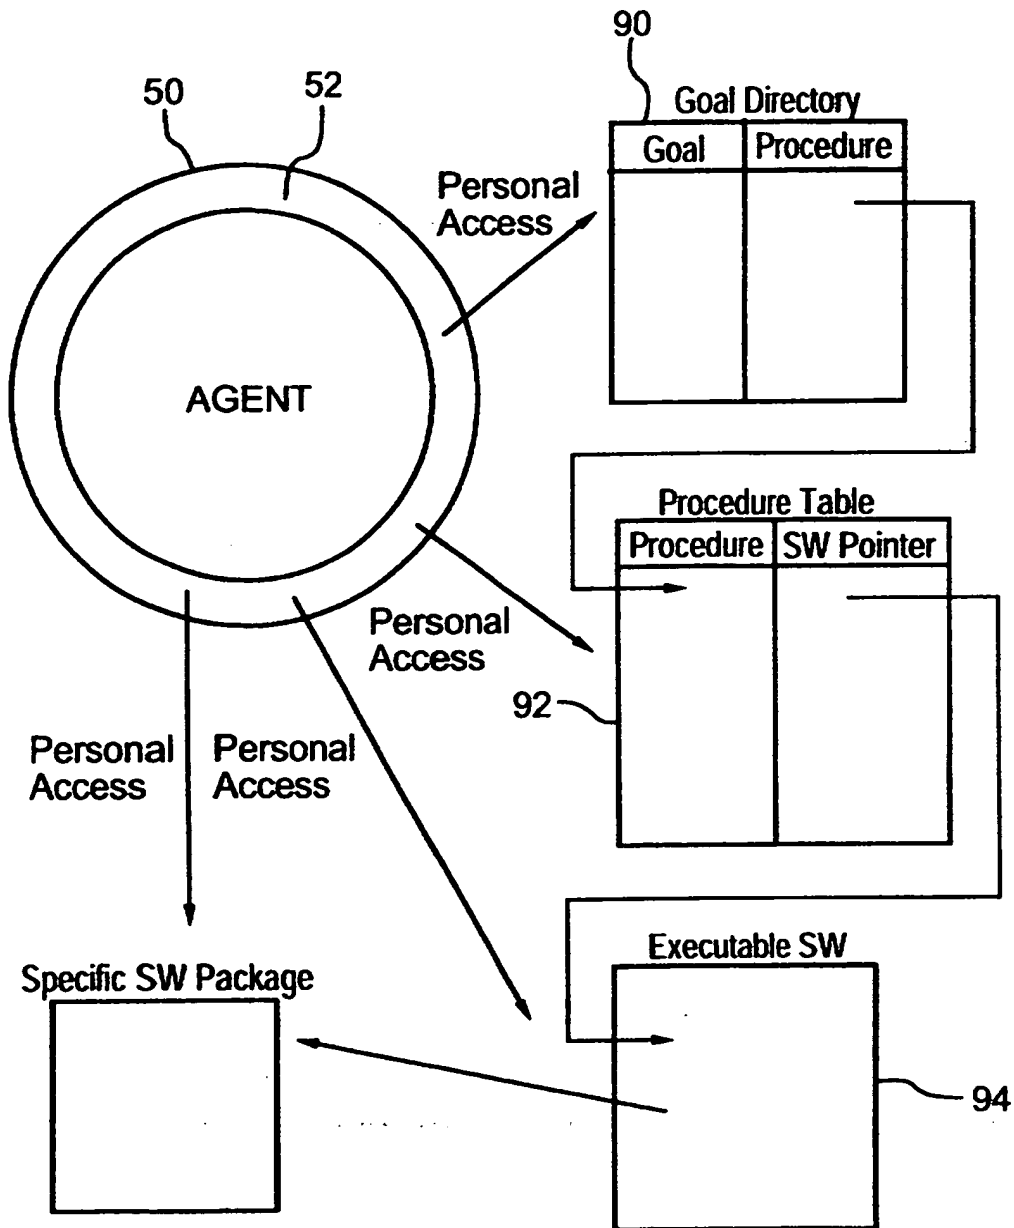 90
50
52
Goal Directory
Goal Procedure
Personal
Access
AGENT
Procedure Table
Procedure SW Pointer
Personal
Access
92
Personal
Access
Personal
Access
Executable SW
Specific SW Package
94